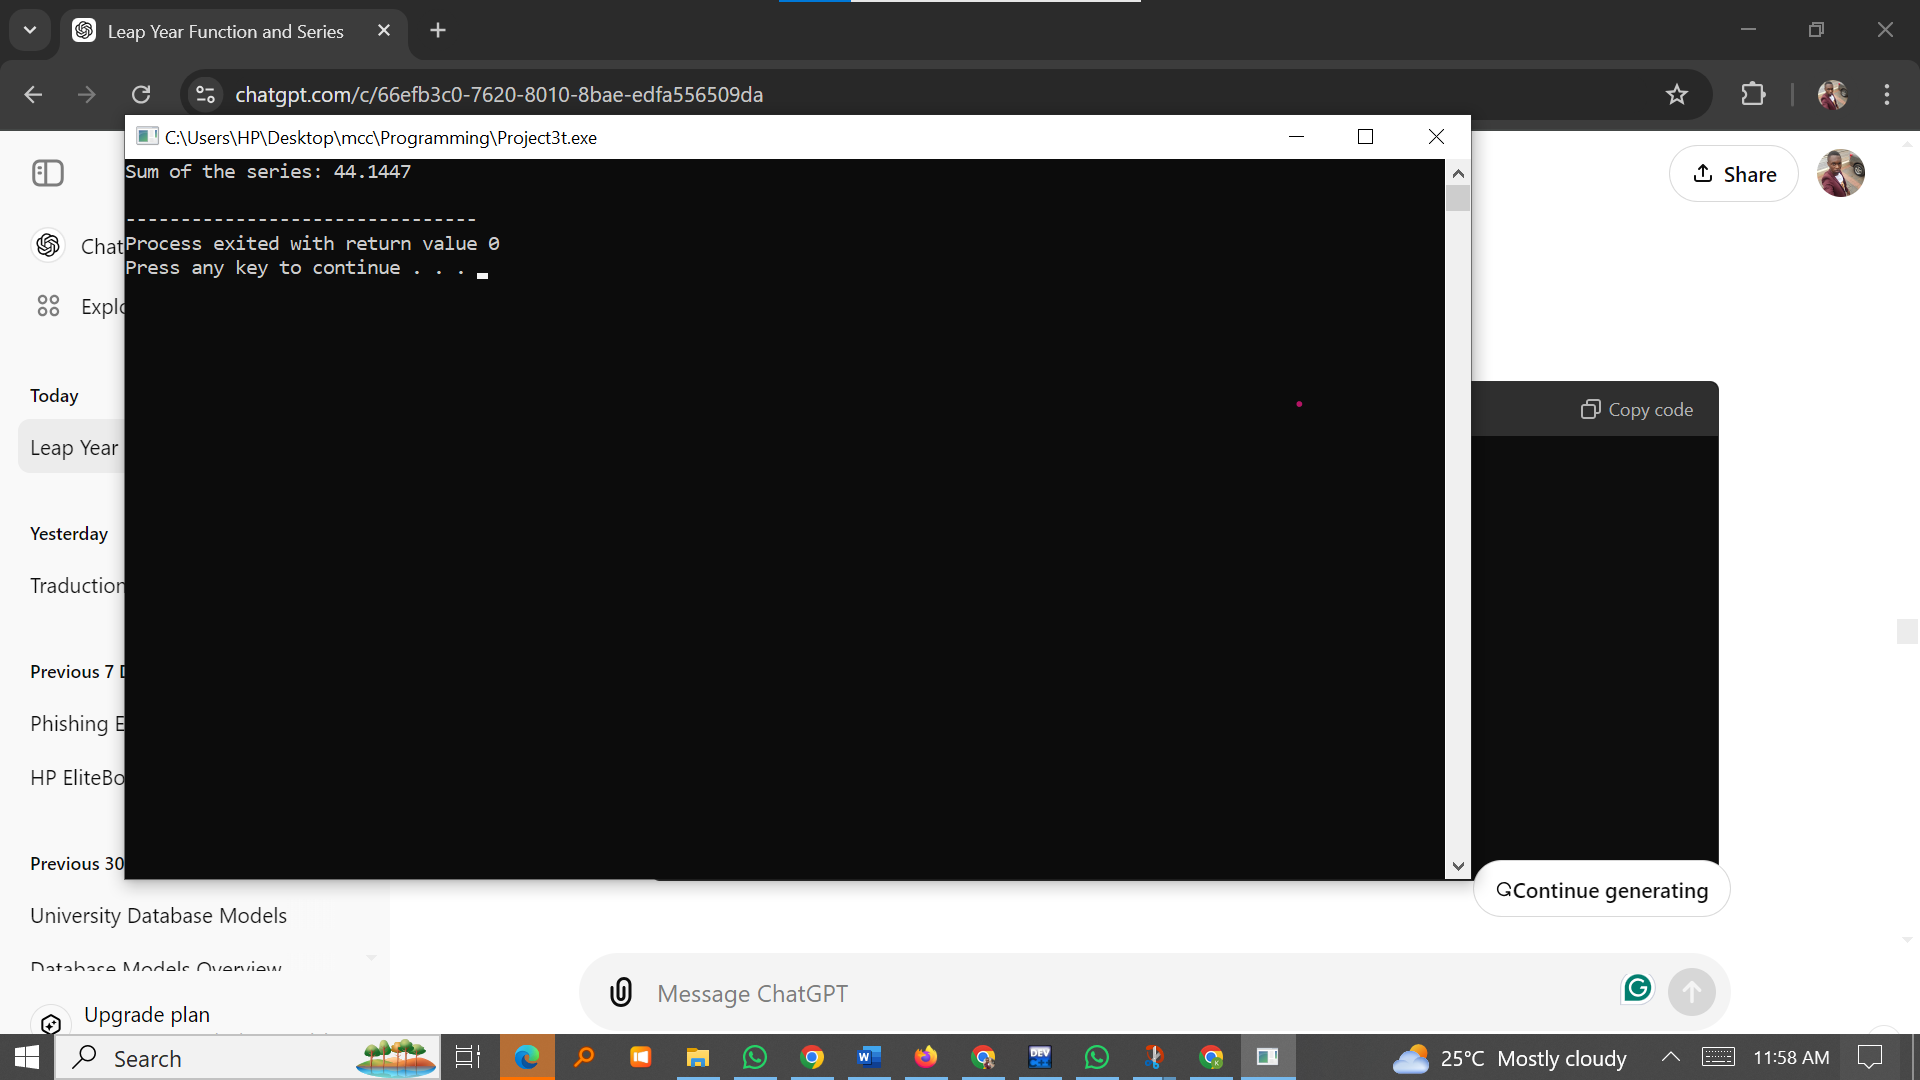 Leap Year Function and Series
chatgpt.com/c/66efb3c0-7620-8010-8bae-edfa556509da
C:\Users\HP\Desktop\mcc\Programming\Project3t.exe
Sum of the series: 44.1447
--------------------------------
Process exited with return value 0
Press any key to continue . . .
Share
Chat
Explo
Today
Leap Year
Copy code
Yesterday
Traduction
Previous 7 D
Phishing E
HP EliteBo
Previous 30
Continue generating
University Database Models
Database Models Overview
Message ChatGPT
Upgrade plan
Search
W
DEV
25°C Mostly cloudy
11:58 AM